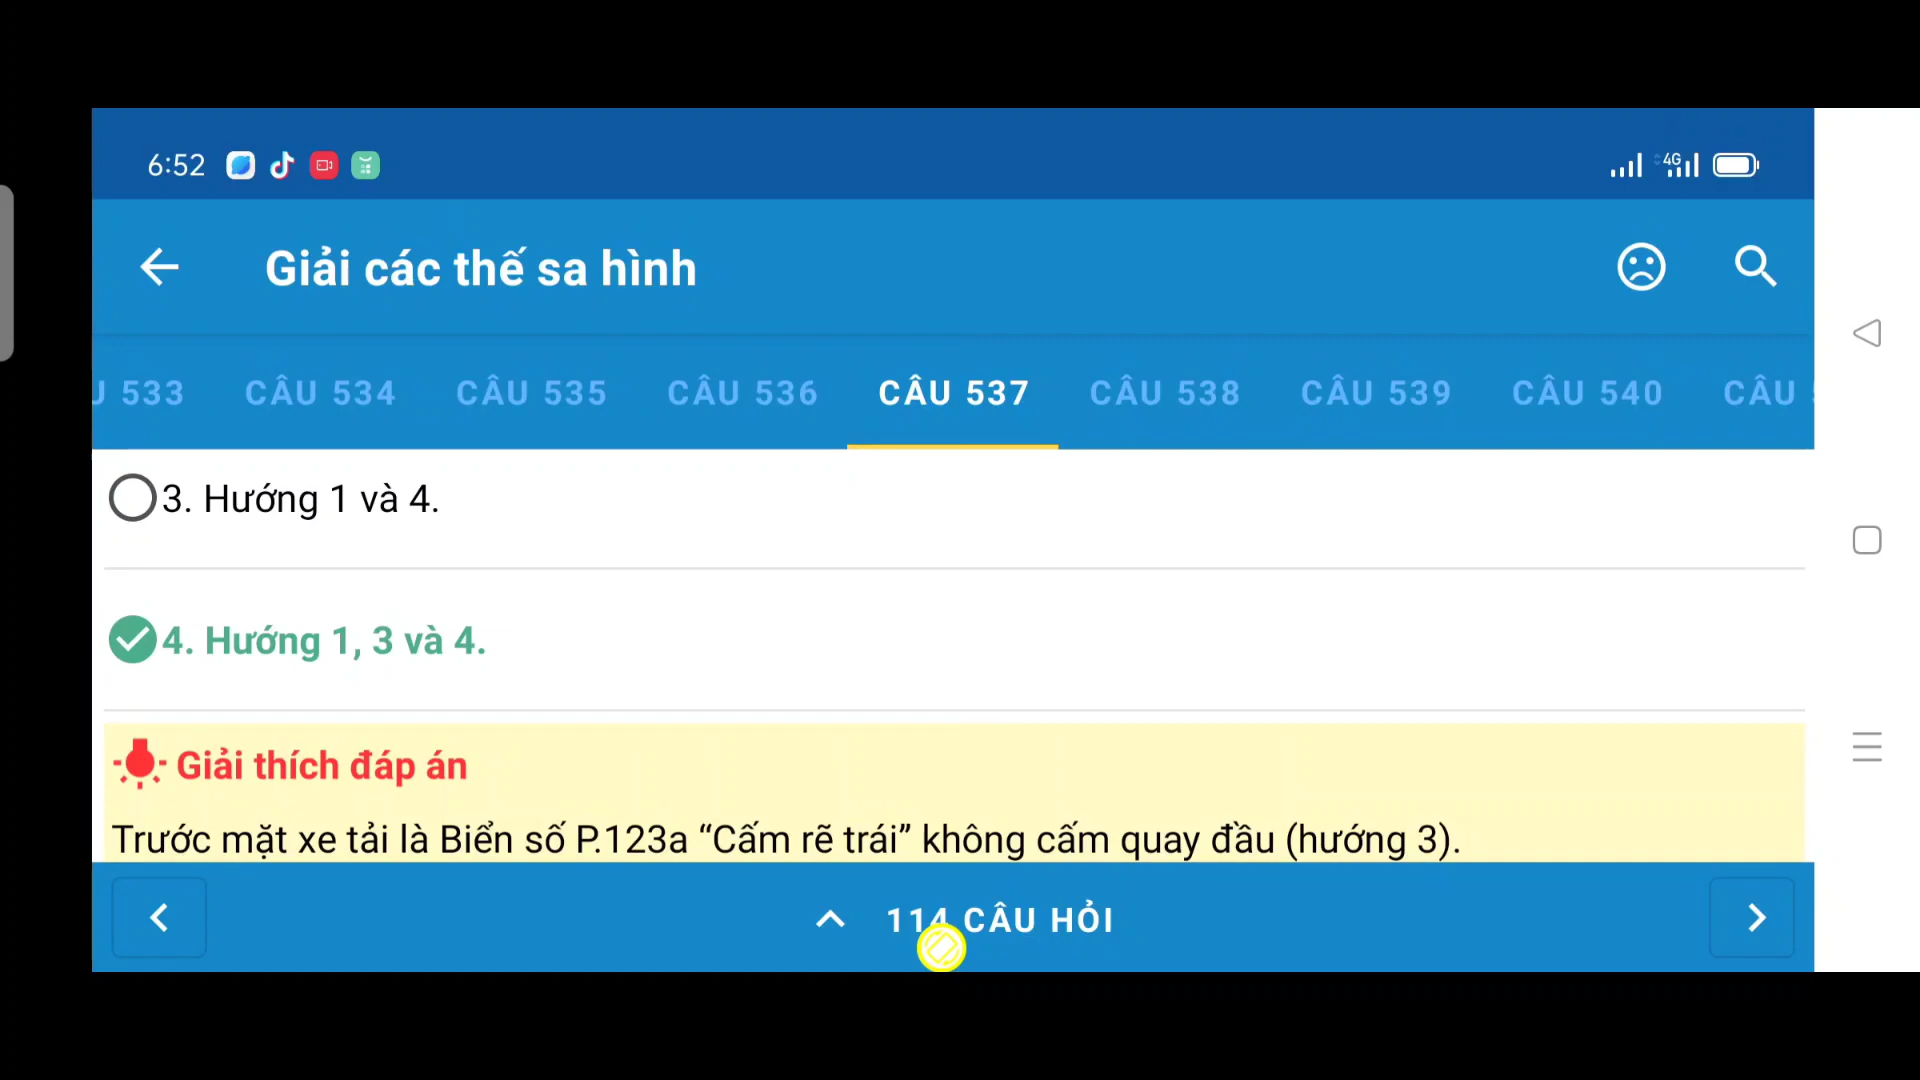 6:52
4G
Giải các thế sa hình
533 CÂU 534 CÂU 535 CÂU 536 CÂU 537 CÂU 538 CÂU 539 CÂU 540 CÂU
3. Hướng 1 và 4.
4. Hướng 1, 3 và 4.
Giải thích đáp án
Trước mặt xe tải là Biển số P.123a “Cấm rẽ trái” không cấm quay đầu (hướng 3).
114 CÂU HỎI